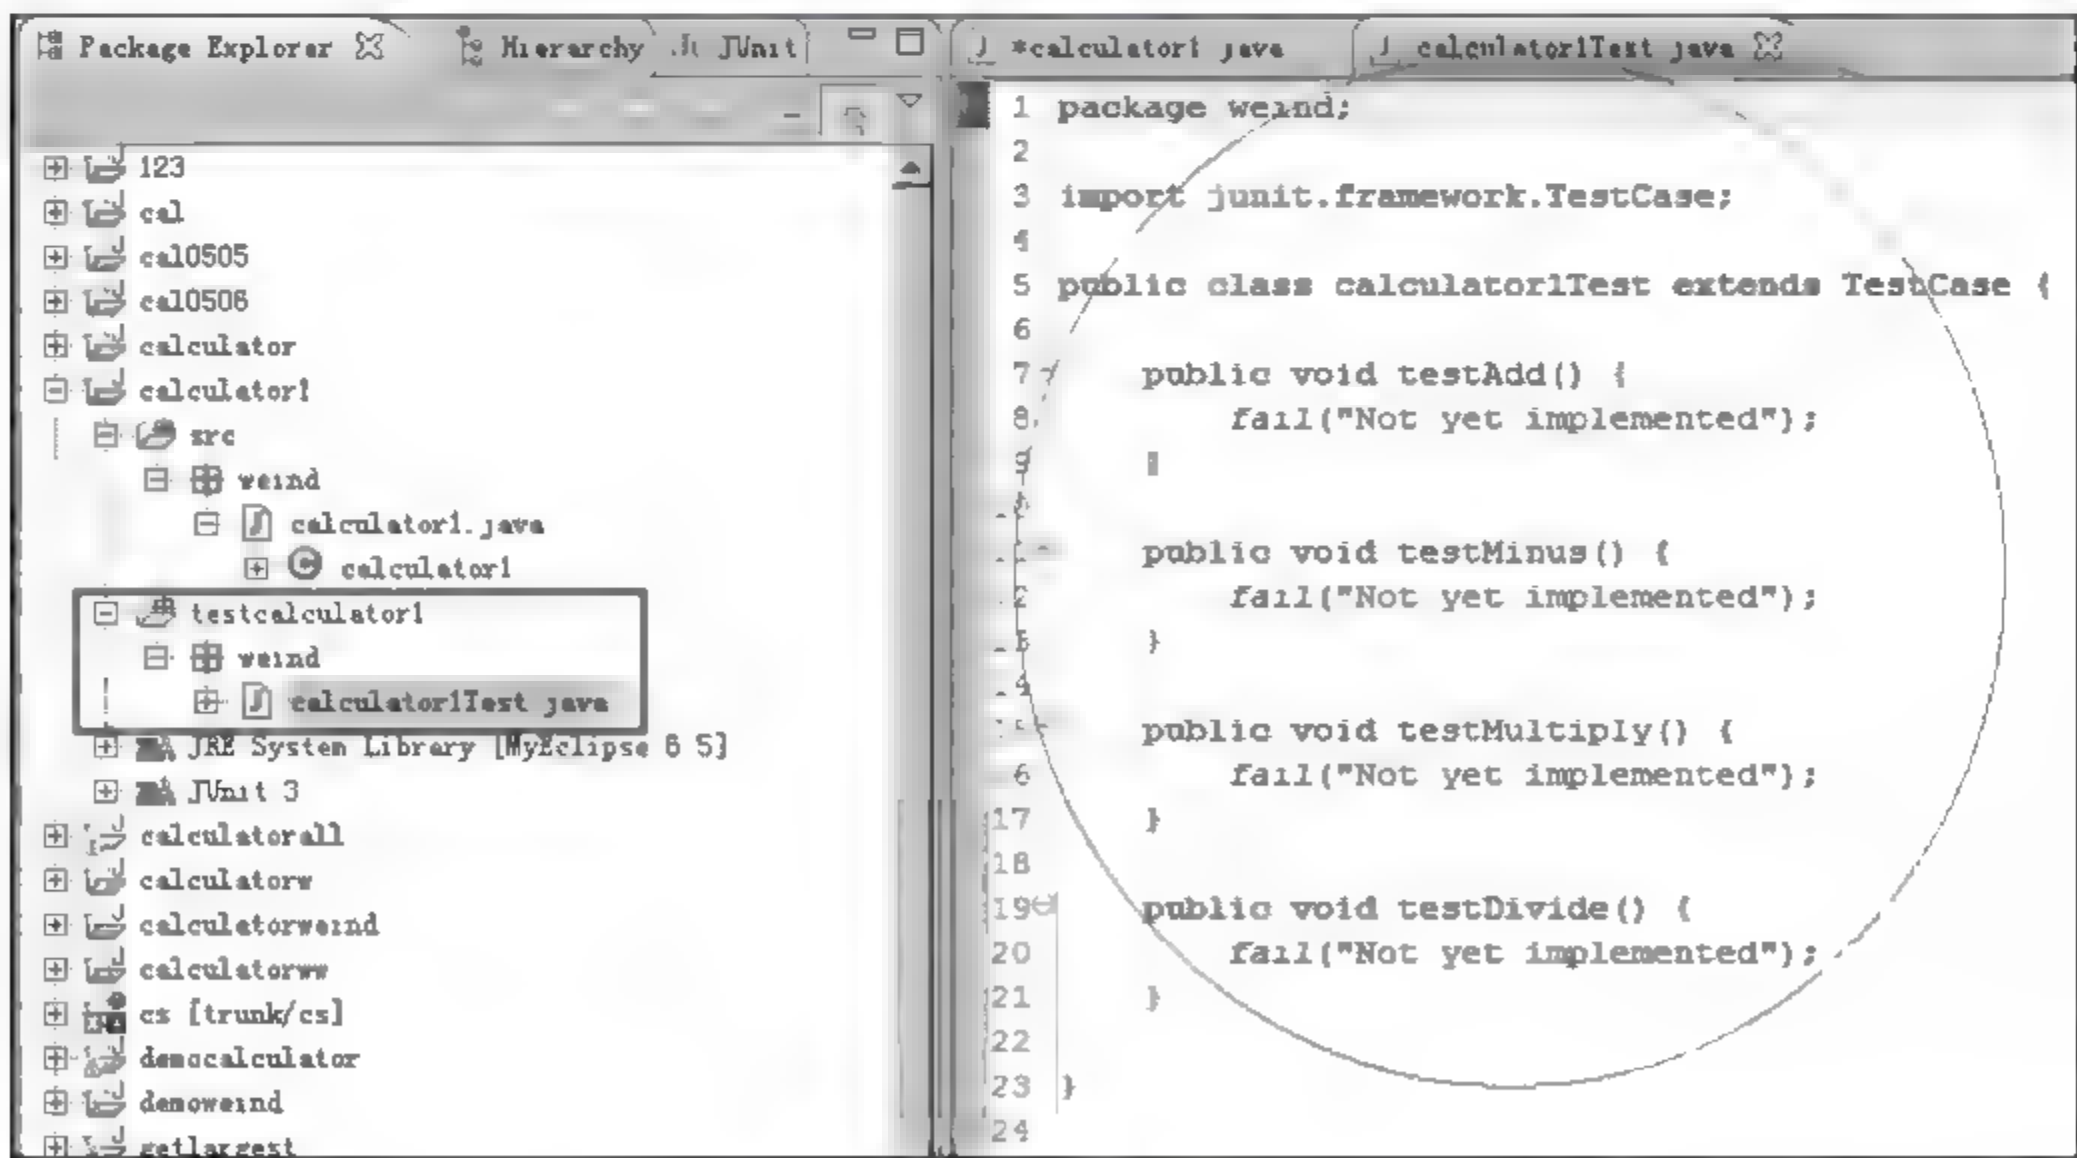 Package Explorer
Hierarchy
JUnit
123
cal
cal0505
cal0506
calculator
calculator1
src
weind
calculator1.java
calculator1
testcalculator1
weind
calculator1Test java
JRE System Library [MyEclipse 6 5]
JUnit 3
calculatorall
calculatorw
calculatorweind
calculatorww
cs [trunk/cs]
democalculator
demoweind
getlargest
*calculator1 java
calculator1Test java
1 package weind;
2
3 import junit.framework.TestCase;
4
5 public class calculator1Test extends TestCase {
6
7 public void testAdd() {
8 fail("Not yet implemented");
9 }
public void testMinus() {
2 fail("Not yet implemented");
}
4
public void testMultiply() {
6 fail("Not yet implemented");
17 }
18
19 public void testDivide() {
20 fail("Not yet implemented");
21 }
22
23 }
24